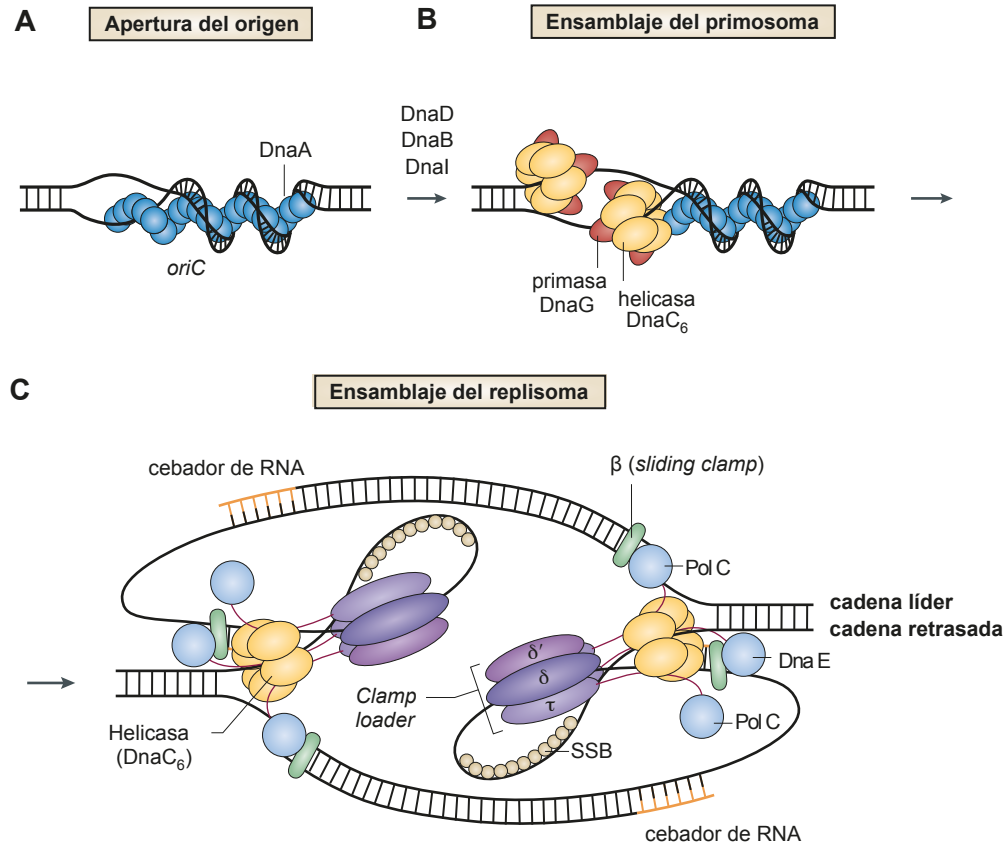 A
Apertura del origen
DnaA
oriC
B
Ensamblaje del primosoma
DnaD
DnaB
DnaI
primasa
DnaG
helicasa
DnaC₆
C
Ensamblaje del replisoma
cebador de RNA
β (sliding clamp)
Pol C
cadena líder
cadena retrasada
Dna E
Pol C
δ′
δ
τ
Clamp
loader
SSB
Helicasa
(DnaC₆)
cebador de RNA